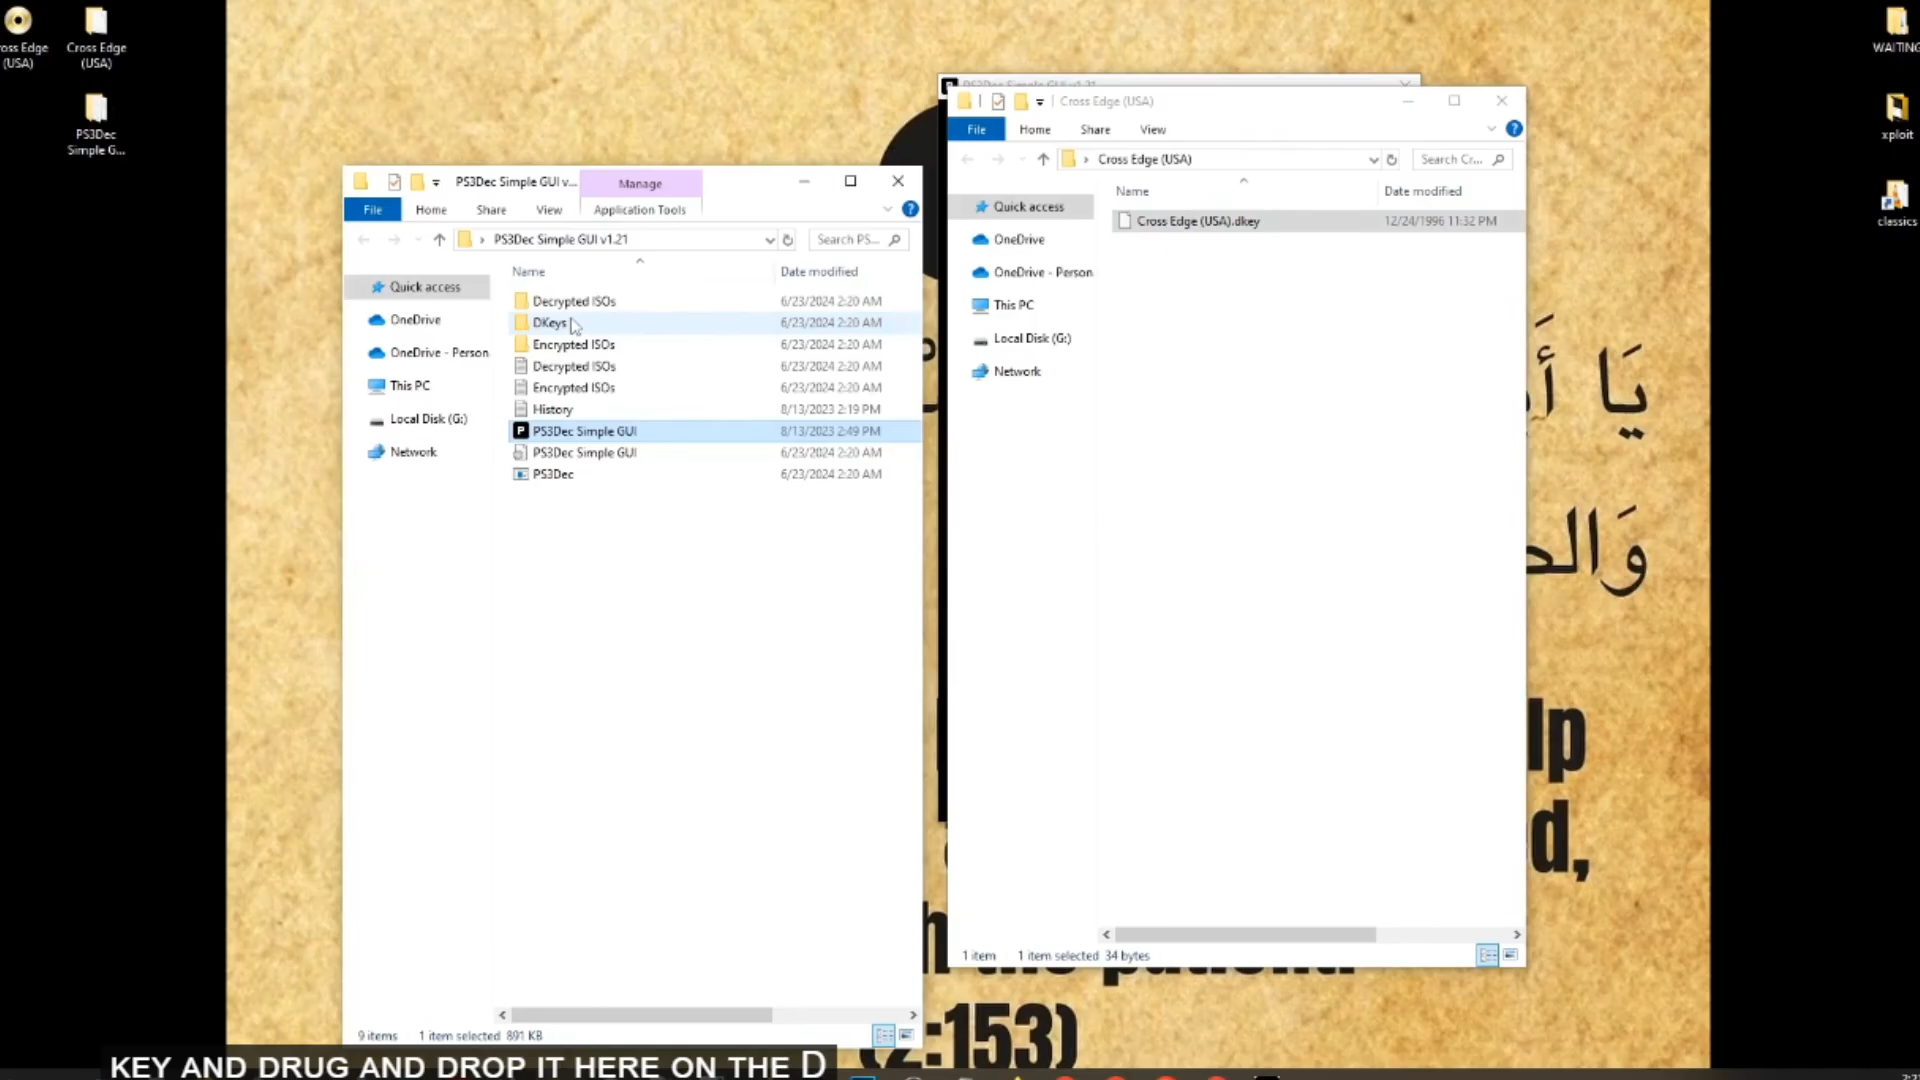 ross Edge
(USA)
Cross Edge
(USA)
PS3Dec
Simple G...
WAITING
xploit
classics
PS3Dec Simple GUI v1.21
Cross Edge (USA)
File Home Share View
Cross Edge (USA)
Search Cr...
Name Date modified
Quick access
Cross Edge (USA).dkey 12/24/1996 11:32 PM
OneDrive
OneDrive - Person
This PC
Local Disk (G:)
Network
1 item 1 item selected 34 bytes
PS3Dec Simple GUI v...
Manage
File Home Share View Application Tools
PS3Dec Simple GUI v1.21
Search PS...
Name Date modified
Quick access
OneDrive
OneDrive - Person
This PC
Local Disk (G:)
Network
Decrypted ISOs 6/23/2024 2:20 AM
DKeys 6/23/2024 2:20 AM
Encrypted ISOs 6/23/2024 2:20 AM
Decrypted ISOs 6/23/2024 2:20 AM
Encrypted ISOs 6/23/2024 2:20 AM
History 8/13/2023 2:19 PM
PS3Dec Simple GUI 8/13/2023 2:49 PM
PS3Dec Simple GUI 6/23/2024 2:20 AM
PS3Dec 6/23/2024 2:20 AM
9 items 1 item selected 891 KB
يَا أَ
lp
d,
(2:153)
KEY AND DRUG AND DROP IT HERE ON THE D